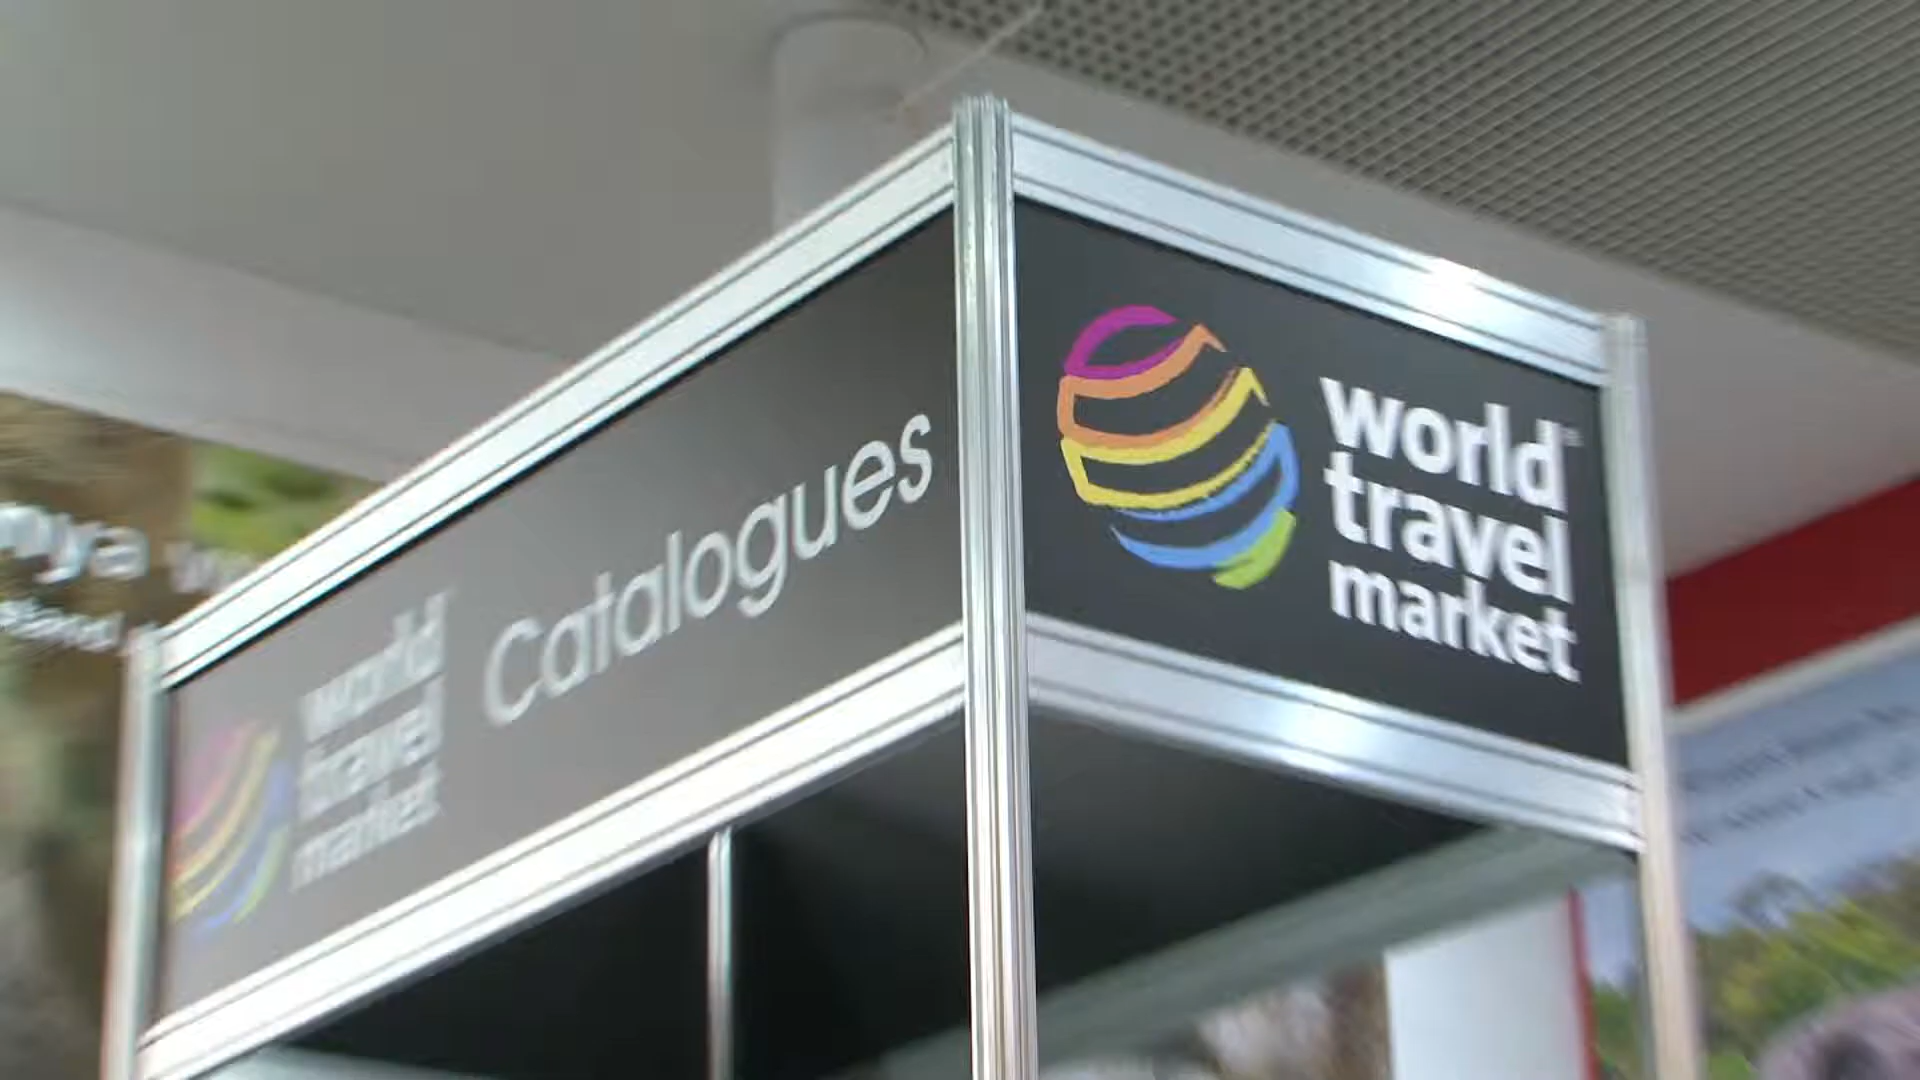 world
travel
market
Catalogues
world
travel
market